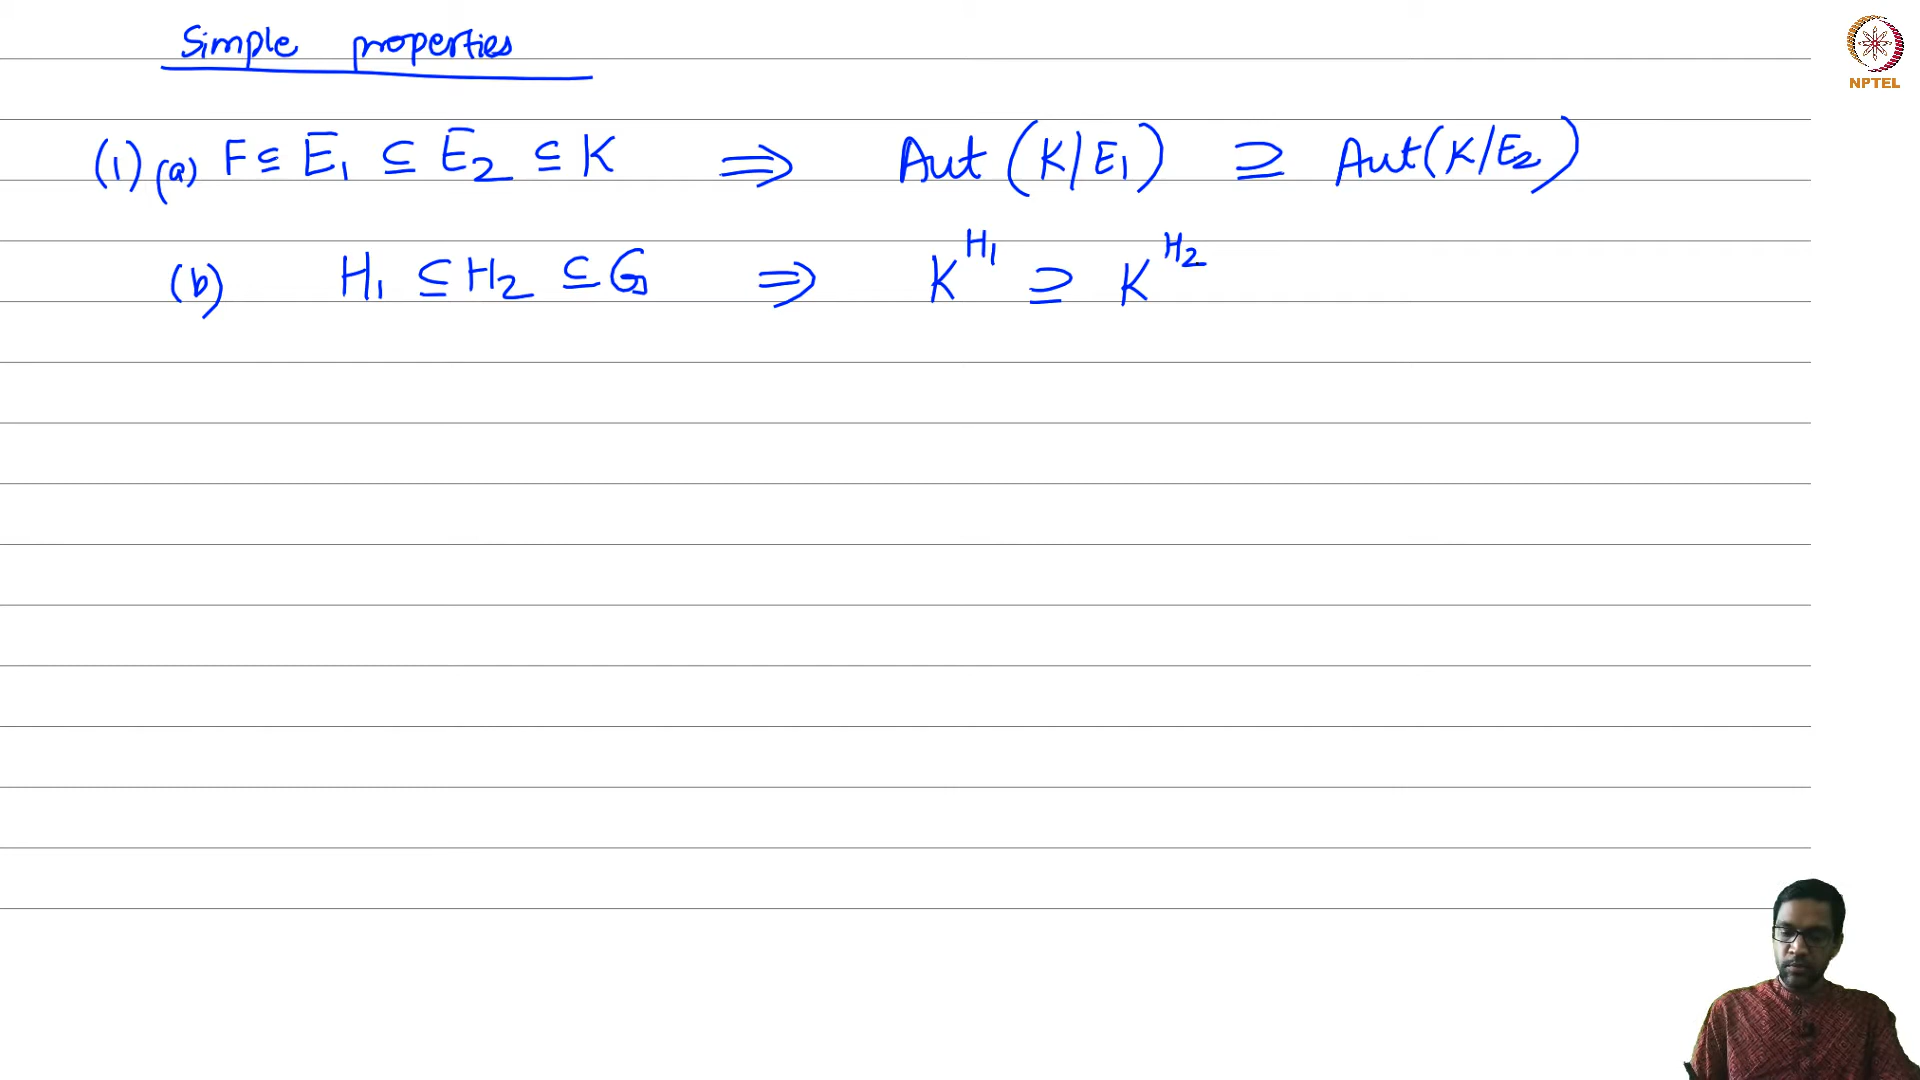 Simple properties
(1) (a) F ⊆ E₁ ⊆ E₂ ⊆ K ⟹ Aut (K/E₁) ⊇ Aut(K/E₂)
(b) H₁ ⊆ H₂ ⊆ G ⟹ K^H₁ ⊇ K^H₂
NPTEL